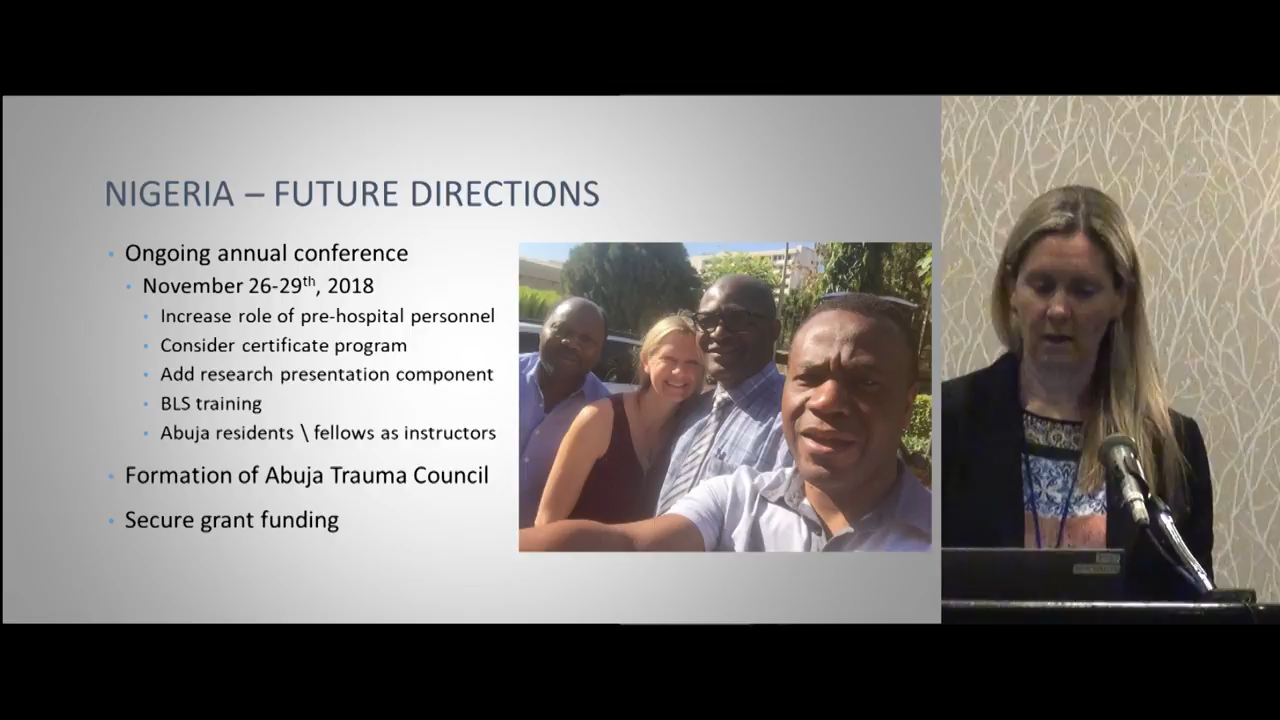 NIGERIA – FUTURE DIRECTIONS
• Ongoing annual conference
• November 26-29th, 2018
• Increase role of pre-hospital personnel
• Consider certificate program
• Add research presentation component
• BLS training
• Abuja residents \ fellows as instructors
• Formation of Abuja Trauma Council
• Secure grant funding